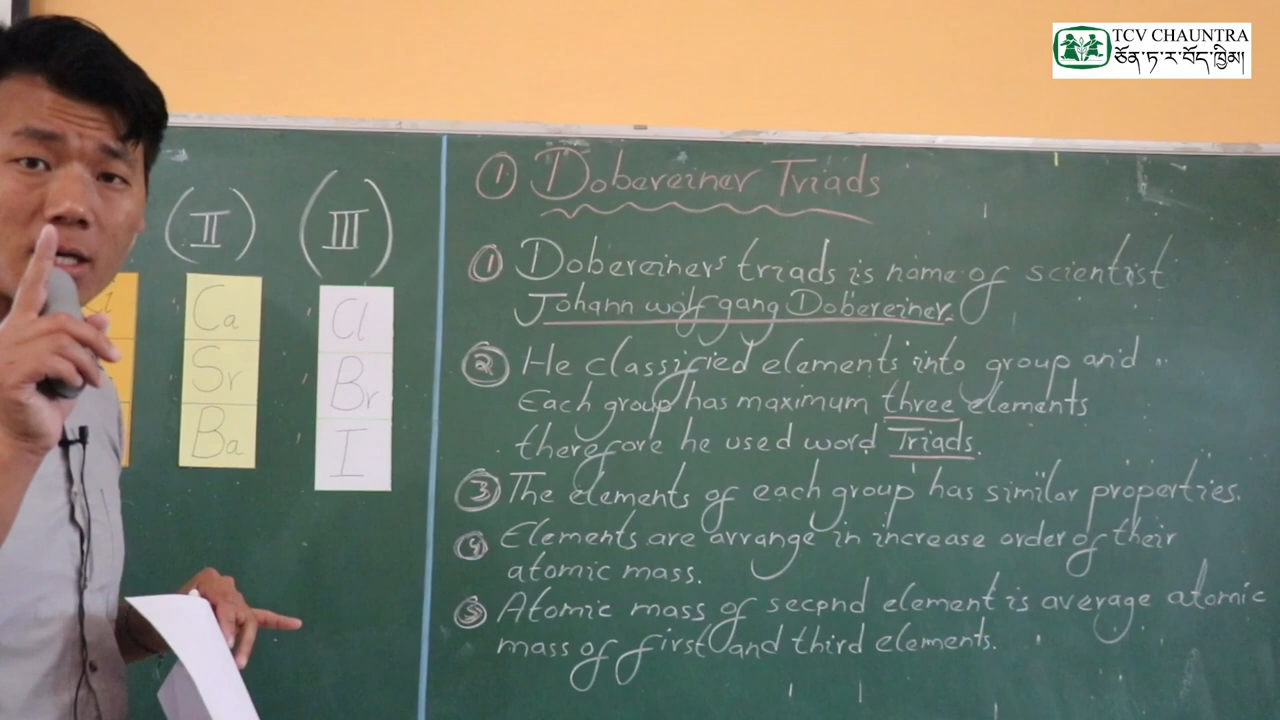 TCV CHAUNTRA
ཅོན་ཏ་ར་བོད་ཁྱིམ།
(II)
(III)
Ca
Sr
Ba
Cl
Br
I
① Dobereiner Triads
① Dobereiner's triads is name of scientist
Johann wolfgang Dobereiner.
② He classified elements into group and
Each group has maximum three elements
therefore he used word Triads.
③ The elements of each group has similar properties.
④ Elements are arrange in increase order of their
atomic mass.
⑤ Atomic mass of second element is average atomic
mass of first and third elements.